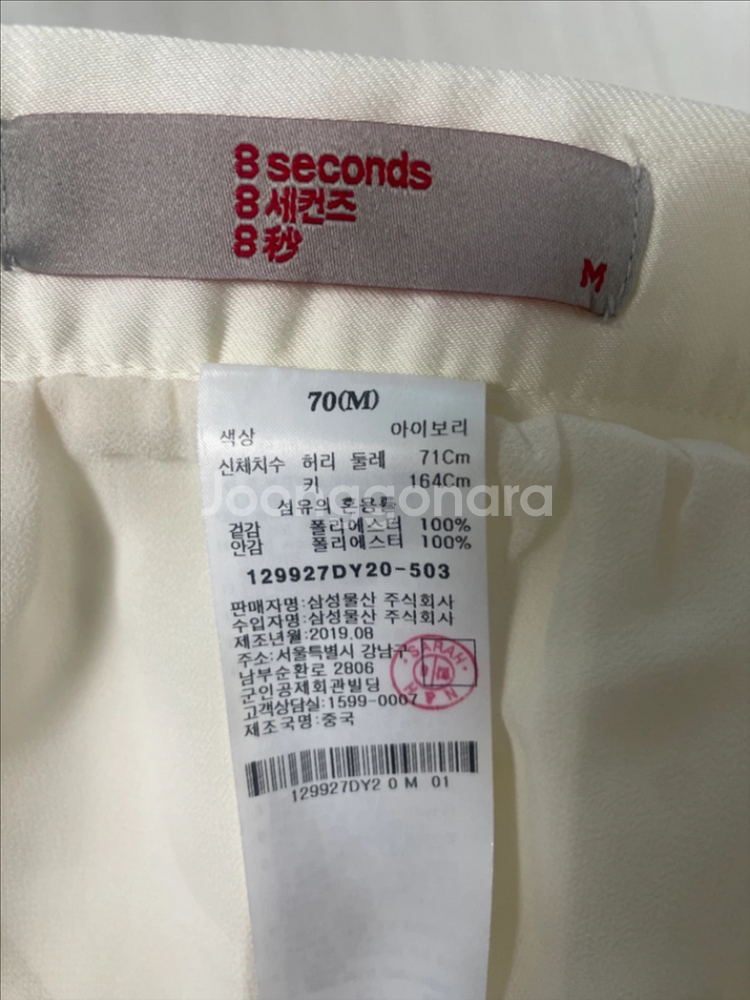 8 seconds
8 세컨즈
8 秒
M
70(M)
색상 아이보리
신체치수 허리 둘레 71Cm
키 164Cm
Joonggonara
섬유의 혼용률
겉감 폴리에스터 100%
안감 폴리에스터 100%
129927DY20-503
판매자명:삼성물산 주식회사
수입자명:삼성물산 주식회사
제조년월:2019.08
주소:서울특별시 강남구
남부순환로 2806
군인공제회관빌딩
고객상담실:1599-0007
제조국명:중국
SARAH
129927DY2 0 M 01